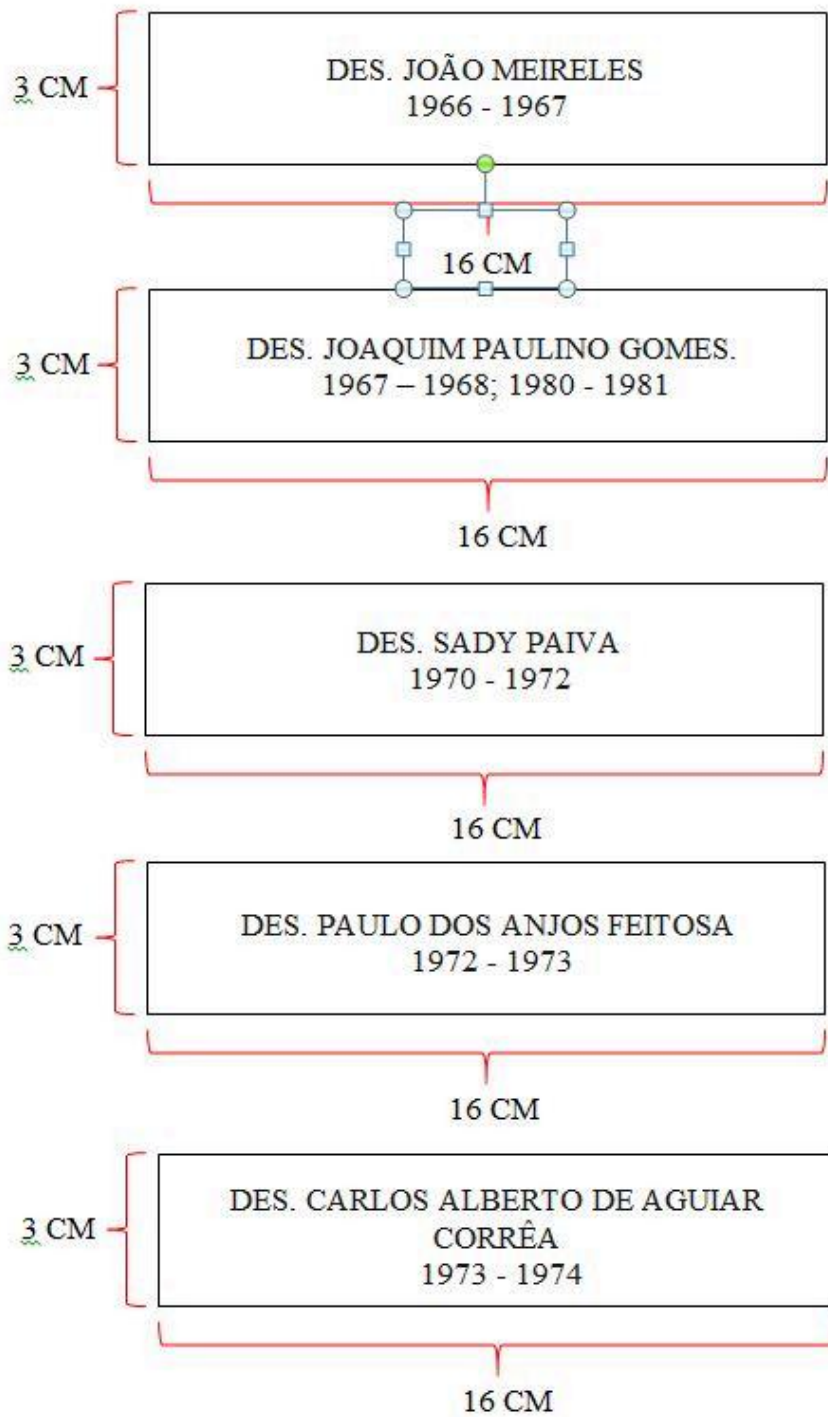 3 CM
DES. JOÃO MEIRELES
1966 - 1967
16 CM
3 CM
DES. JOAQUIM PAULINO GOMES.
1967 – 1968; 1980 - 1981
16 CM
3 CM
DES. SADY PAIVA
1970 - 1972
16 CM
3 CM
DES. PAULO DOS ANJOS FEITOSA
1972 - 1973
16 CM
3 CM
DES. CARLOS ALBERTO DE AGUIAR
CORRÊA
1973 - 1974
16 CM